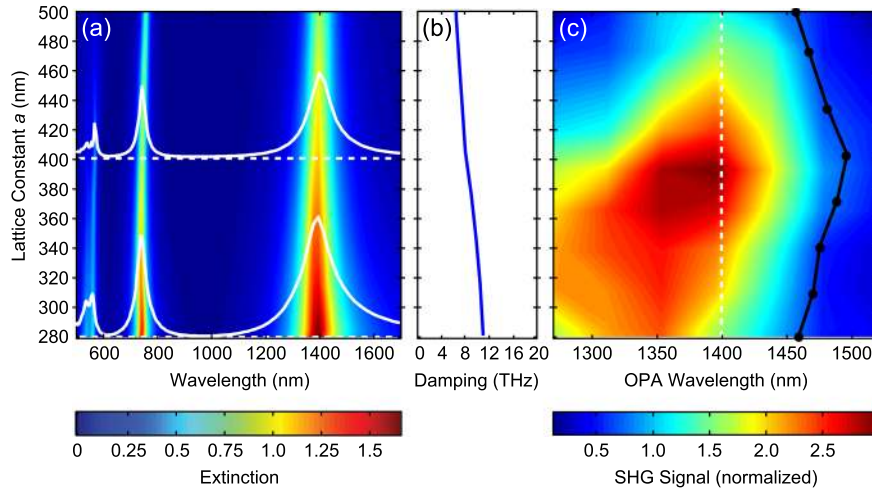 (a)
(b)
(c)
Lattice Constant a (nm)
500
480
460
440
420
400
380
360
340
320
300
280
500 800 1000 1200 1400 1600
Wavelength (nm)
0 4 8 12 16 20
Damping (THz)
1300 1350 1400 1450 1500
OPA Wavelength (nm)
0 0.25 0.5 0.75 1.0 1.25 1.5
Extinction
0.5 1.0 1.5 2.0 2.5
SHG Signal (normalized)